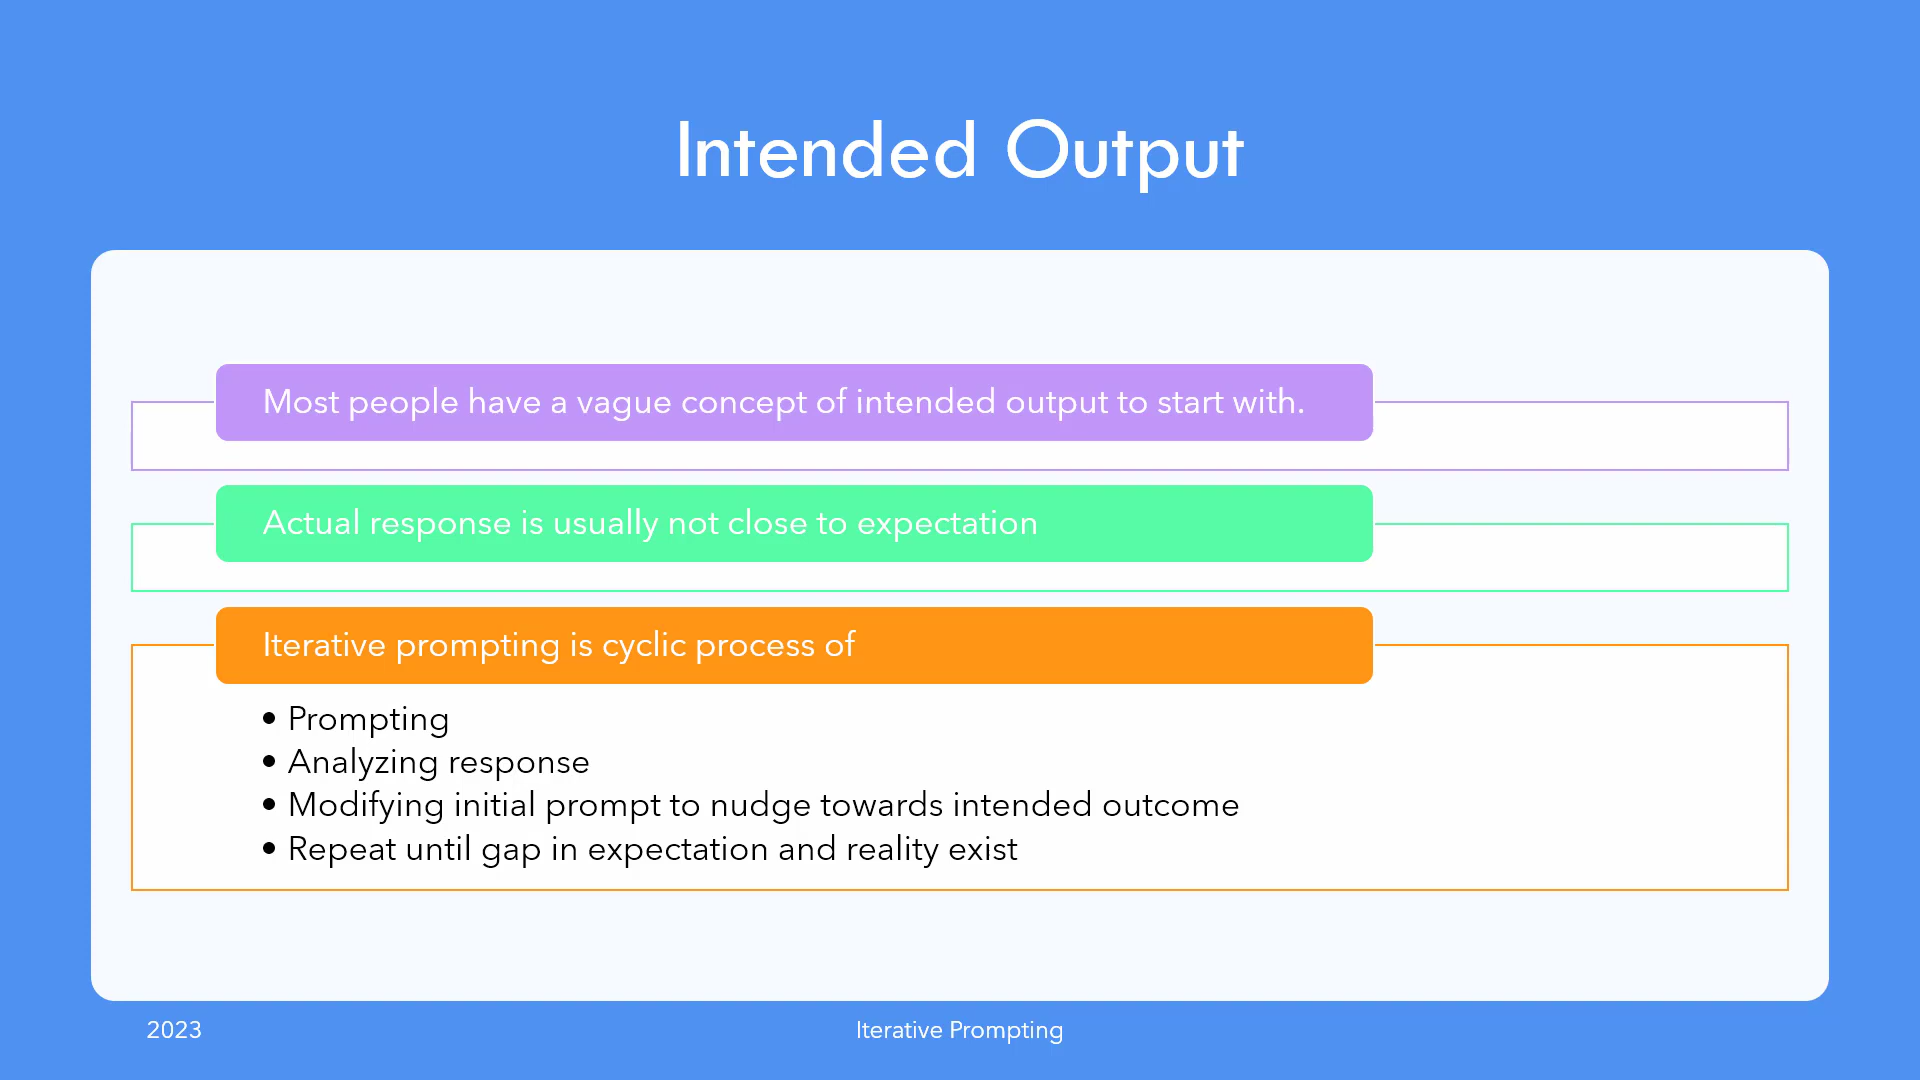 Intended Output
Most people have a vague concept of intended output to start with.
Actual response is usually not close to expectation
Iterative prompting is cyclic process of
• Prompting
• Analyzing response
• Modifying initial prompt to nudge towards intended outcome
• Repeat until gap in expectation and reality exist
2023
Iterative Prompting